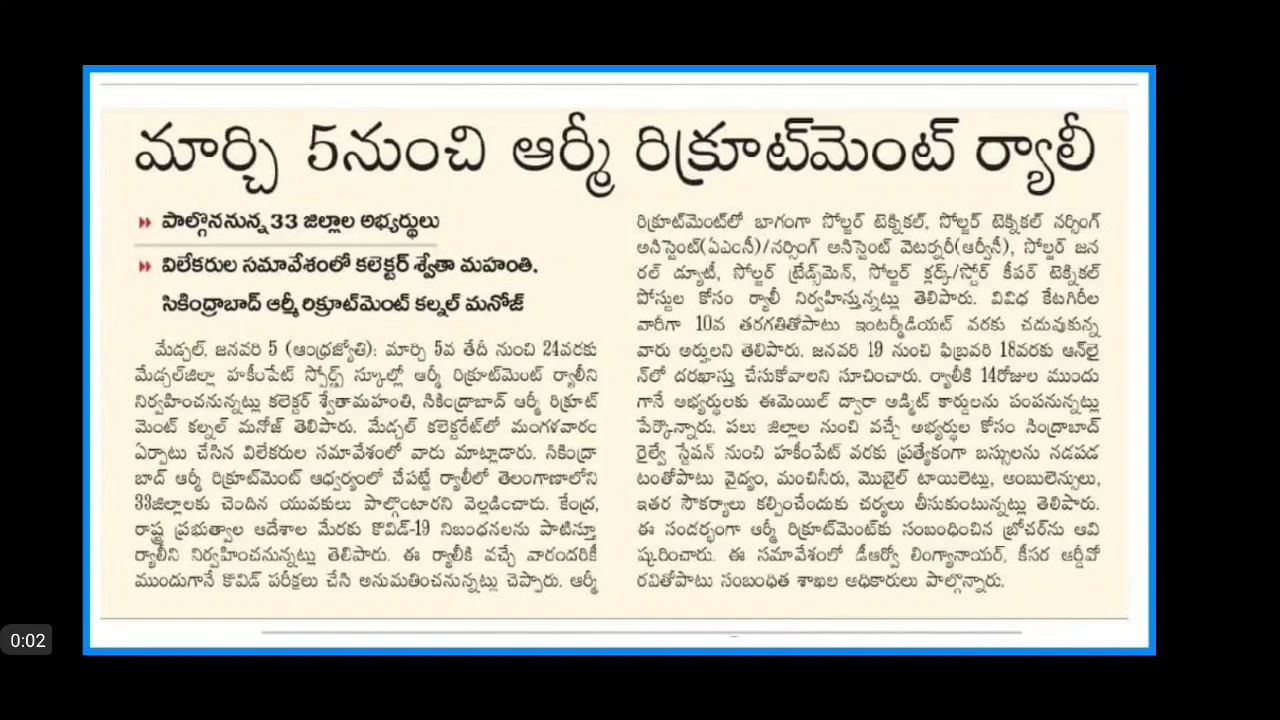 మార్చి 5నుంచి ఆర్మీ రిక్రూట్‌మెంట్ ర్యాలీ
పాల్గొననున్న 33 జిల్లాల అభ్యర్థులు
విలేకరుల సమావేశంలో కలెక్టర్ శ్వేతా మహంతి.
సికింద్రాబాద్ ఆర్మీ రిక్రూట్‌మెంట్ కల్నల్ మనోజ్
మేడ్చల్, జనవరి 5 (ఆంధ్రజ్యోతి): మార్చి 5వ తేదీ నుంచి 24వరకు
మేడ్చల్‌జిల్లా హకీంపేట్ స్పోర్ట్స్ స్కూల్లో ఆర్మీ రిక్రూట్‌మెంట్ ర్యాలీని
నిర్వహించనున్నట్లు కలెక్టర్ శ్వేతామహంతి, సికింద్రాబాద్ ఆర్మీ రిక్రూట్
మెంట్ కల్నల్ మనోజ్ తెలిపారు. మేడ్చల్ కలెక్టరేట్‌లో మంగళవారం
ఏర్పాటు చేసిన విలేకరుల సమావేశంలో వారు మాట్లాడారు. సికింద్రా
బాద్ ఆర్మీ రిక్రూట్‌మెంట్ ఆధ్వర్యంలో చేపట్టే ర్యాలీలో తెలంగాణాలోని
33జిల్లాలకు చెందిన యువకులు పాల్గొంటారని వెల్లడించారు. కేంద్ర,
రాష్ట్ర ప్రభుత్వాల ఆదేశాల మేరకు కొవిడ్-19 నిబంధనలను పాటిస్తూ
ర్యాలీని నిర్వహించనున్నట్లు తెలిపారు. ఈ ర్యాలీకి వచ్చే వారందరికీ
ముందుగానే కొవిడ్ పరీక్షలు చేసి అనుమతించనున్నట్లు చెప్పారు. ఆర్మీ
రిక్రూట్‌మెంట్‌లో భాగంగా సోల్జర్ టెక్నికల్, సోల్జర్ టెక్నికల్ నర్సింగ్
అసిస్టెంట్(ఏఎంసీ)/నర్సింగ్ అసిస్టెంట్ వెటర్నరీ(ఆర్వీసీ), సోల్జర్ జన
రల్ డ్యూటీ, సోల్జర్ ట్రేడ్స్‌మెన్, సోల్జర్ క్లర్క్/స్టోర్ కీపర్ టెక్నికల్
పోస్టుల కోసం ర్యాలీ నిర్వహిస్తున్నట్లు తెలిపారు. వివిధ కేటగిరీల
వారీగా 10వ తరగతితోపాటు ఇంటర్మీడియట్ వరకు చదువుకున్న
వారు అర్హులని తెలిపారు. జనవరి 19 నుంచి ఫిబ్రవరి 18వరకు ఆన్‌లై
న్‌లో దరఖాస్తు చేసుకోవాలని సూచించారు. ర్యాలీకి 14రోజుల ముందు
గానే అభ్యర్థులకు ఈమెయిల్ ద్వారా అడ్మిట్ కార్డులను పంపనున్నట్లు
పేర్కొన్నారు. పలు జిల్లాల నుంచి వచ్చే అభ్యర్థుల కోసం సింద్రాబాద్
రైల్వే స్టేషన్ నుంచి హకీంపేట్ వరకు ప్రత్యేకంగా బస్సులను నడపడ
టంతోపాటు వైద్యం, మంచినీరు, మొబైల్ టాయిలెట్లు, అంబులెన్సులు,
ఇతర సౌకర్యాలు కల్పించేందుకు చర్యలు తీసుకుంటున్నట్లు తెలిపారు.
ఈ సందర్భంగా ఆర్మీ రిక్రూట్‌మెంట్‌కు సంబంధించిన బ్రోచర్‌ను ఆవి
ష్కరించారు. ఈ సమావేశంలో డీఆర్వో లింగ్యానాయక్, కీసర ఆర్డీవో
రవితోపాటు సంబంధిత శాఖల అధికారులు పాల్గొన్నారు.
0:02